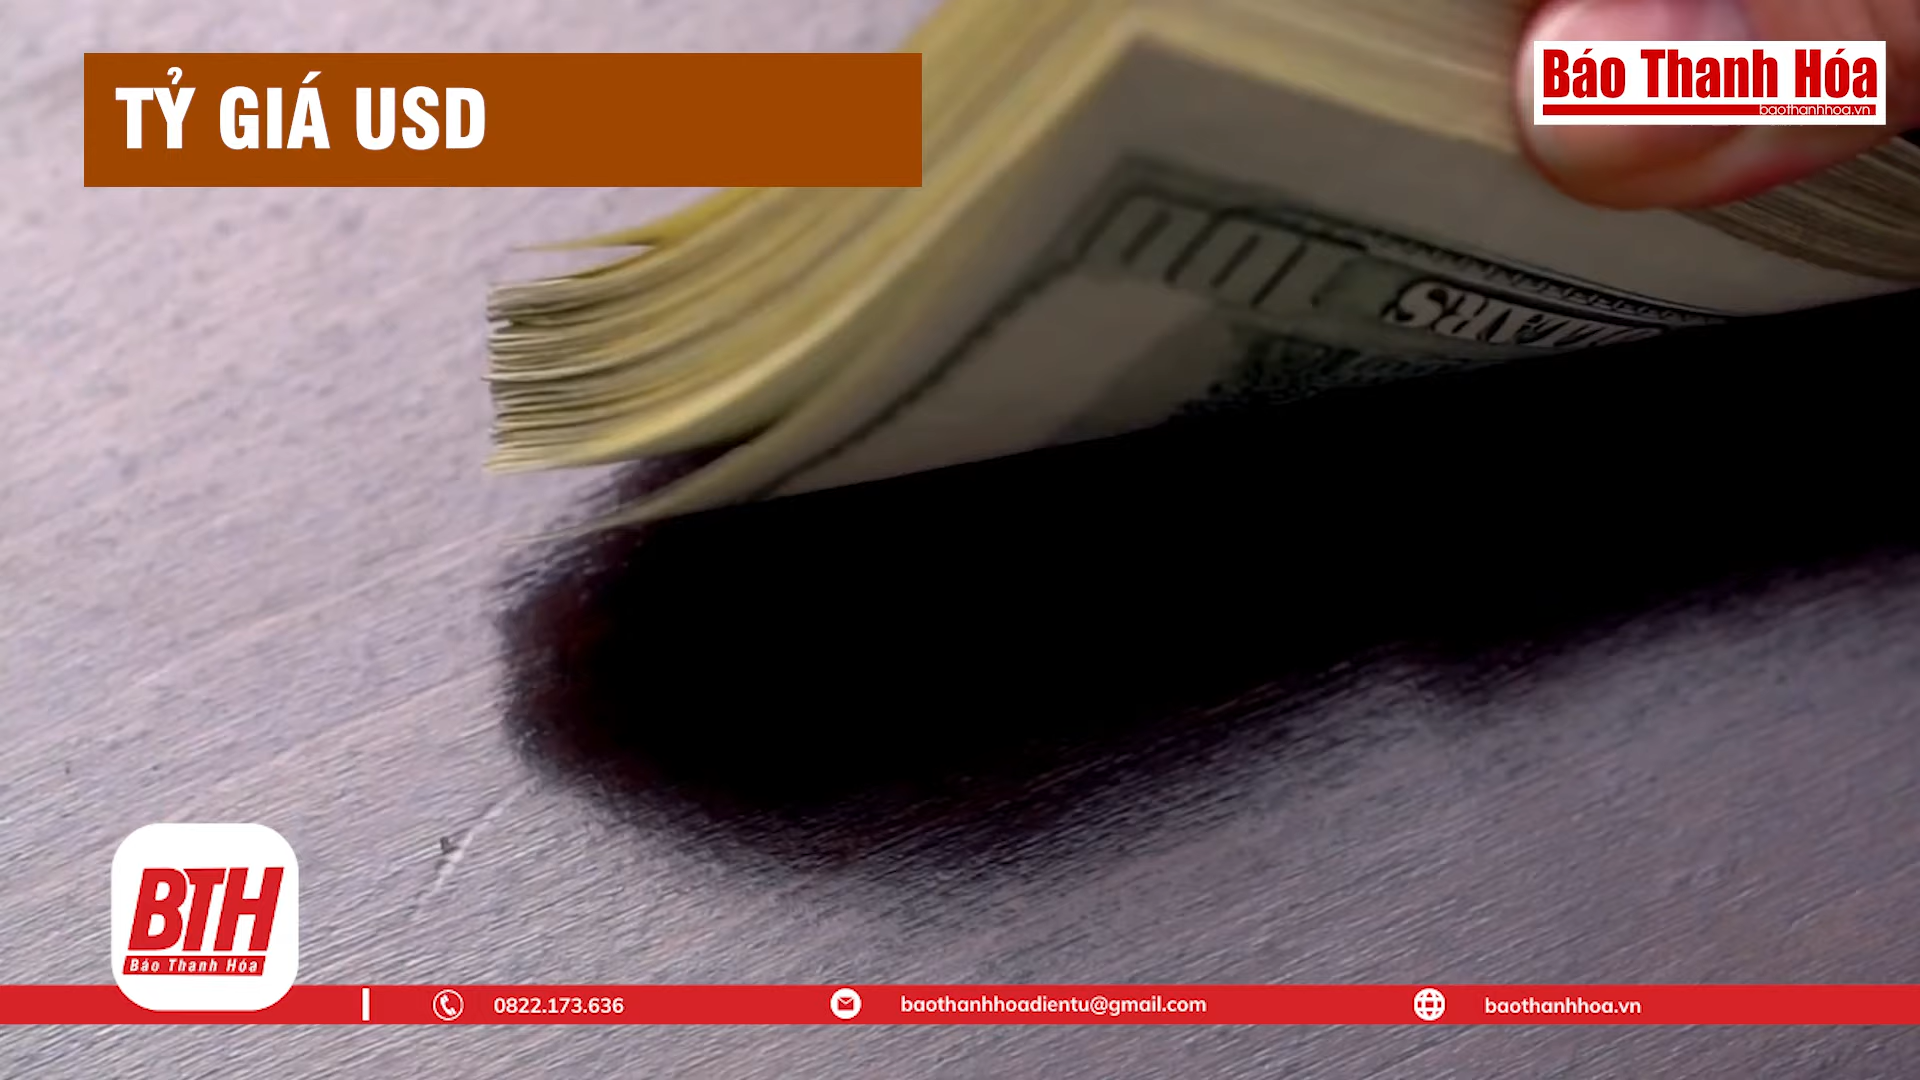 TỶ GIÁ USD
Báo Thanh Hóa
baothanhhoa.vn
100
BTH
Báo Thanh Hóa
0822.173.636
baothanhhoadientu@gmail.com
baothanhhoa.vn